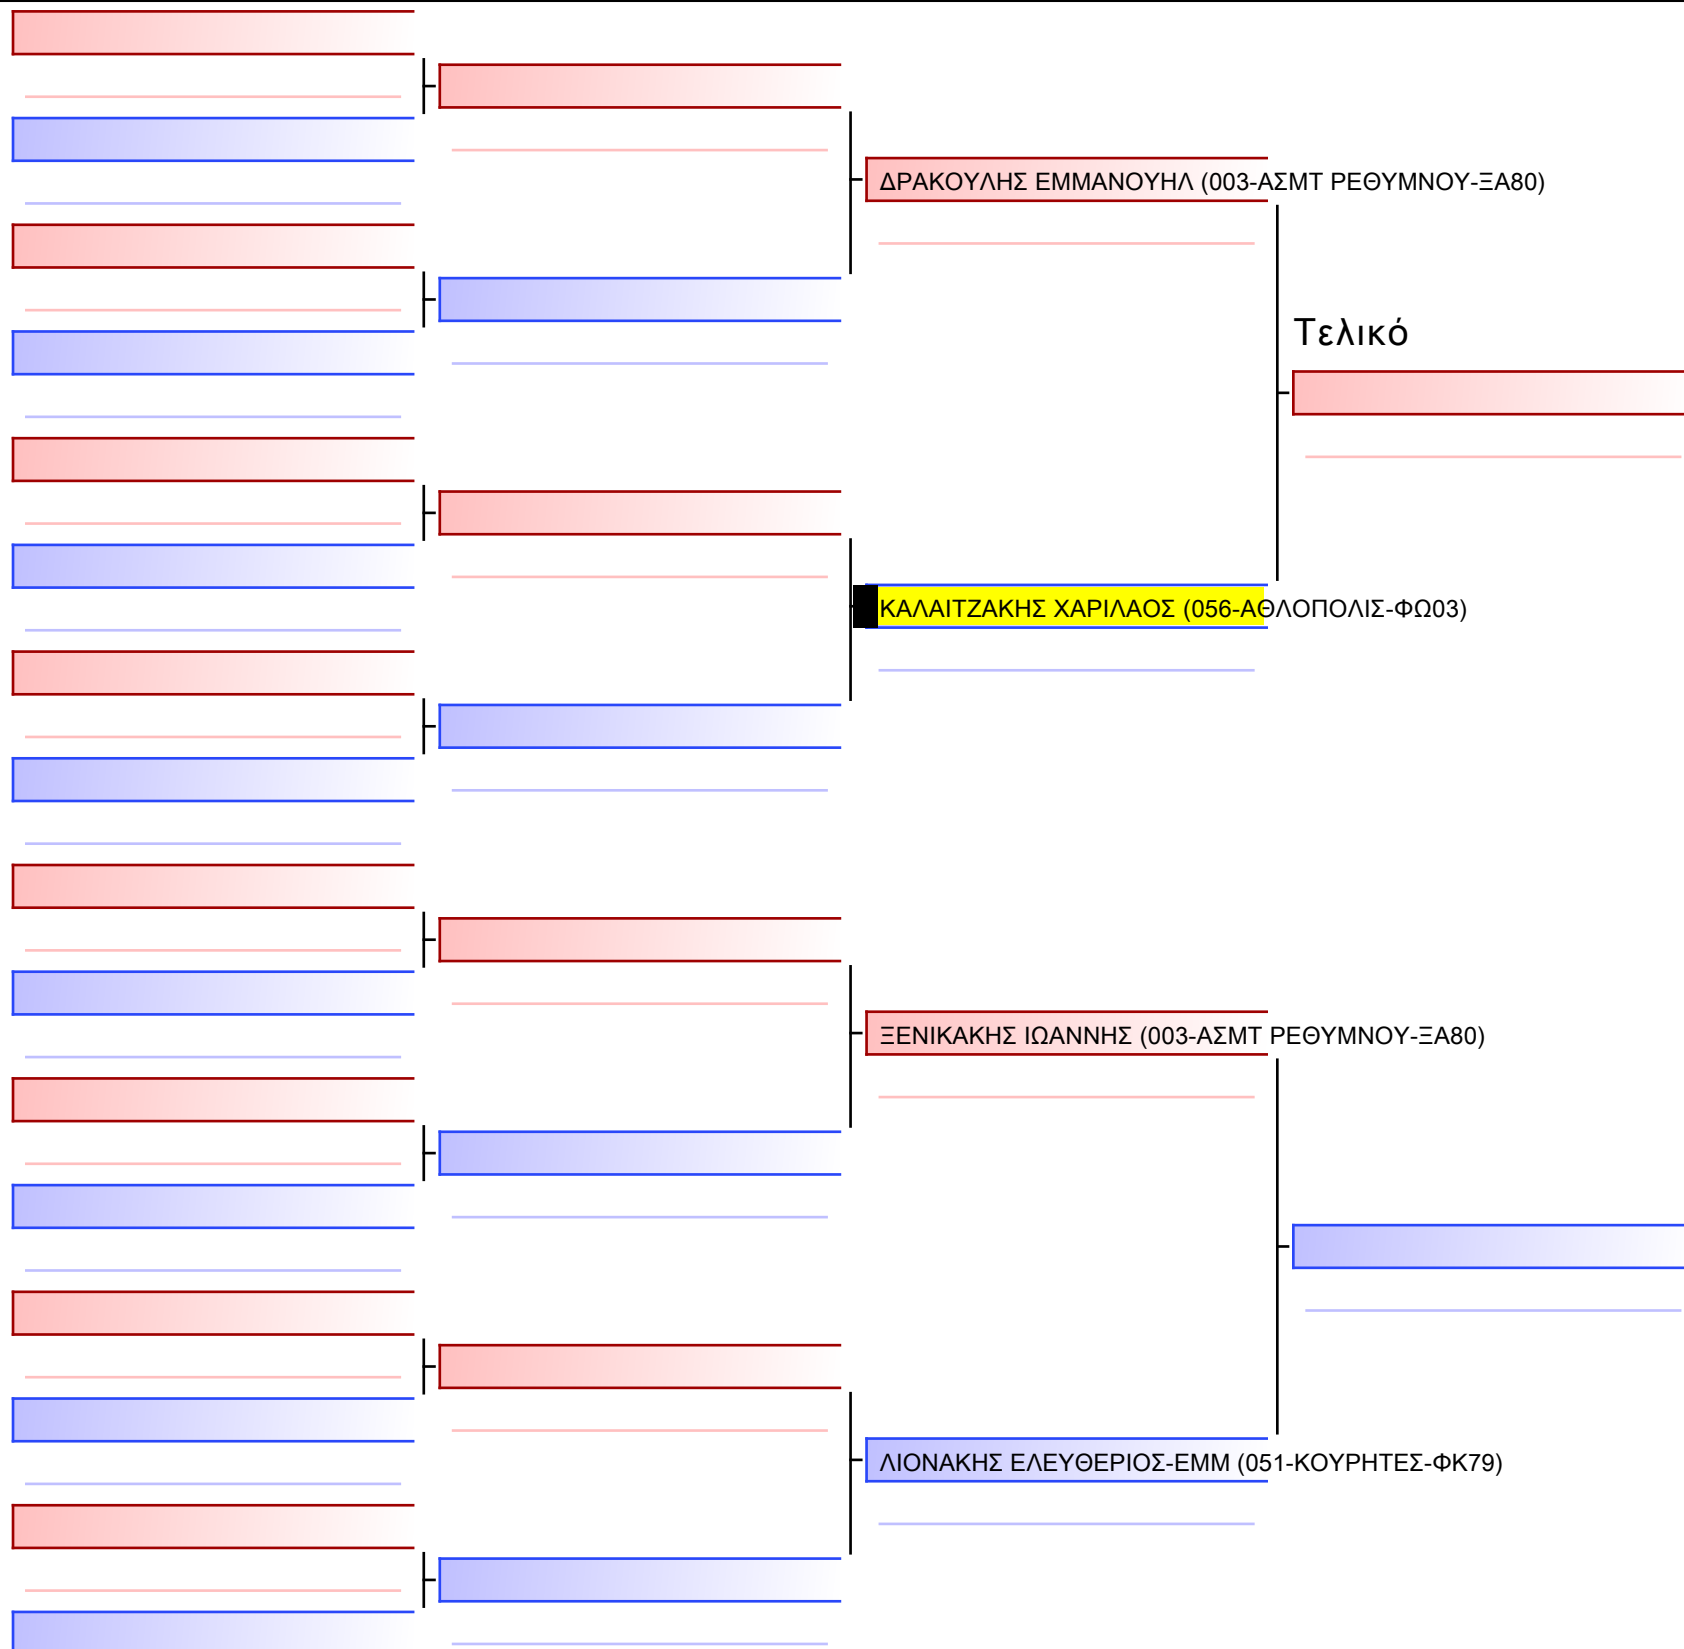 ΔΡΑΚΟΥΛΗΣ ΕΜΜΑΝΟΥΗΛ (003-ΑΣΜΤ ΡΕΘΥΜΝΟΥ-ΞΑ80)
Τελικό
ΚΑΛΑΙΤΖΑΚΗΣ ΧΑΡΙΛΑΟΣ (056-ΑΘΛΟΠΟΛΙΣ-ΦΩ03)
ΞΕΝΙΚΑΚΗΣ ΙΩΑΝΝΗΣ (003-ΑΣΜΤ ΡΕΘΥΜΝΟΥ-ΞΑ80)
ΛΙΟΝΑΚΗΣ ΕΛΕΥΘΕΡΙΟΣ-ΕΜΜ (051-ΚΟΥΡΗΤΕΣ-ΦΚ79)